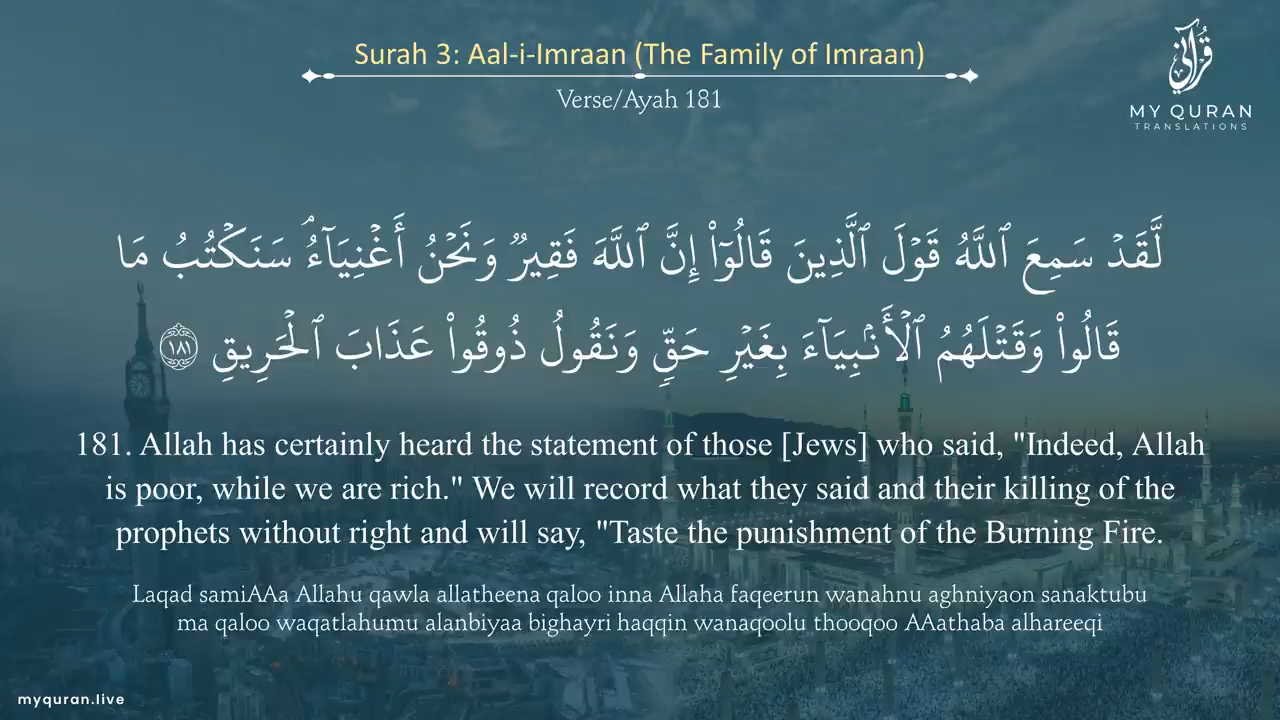 Surah 3: Aal-i-Imraan (The Family of Imraan)
Verse/Ayah 181
قرآني
MY QURAN
TRANSLATIONS
لَّقَدْ سَمِعَ ٱللَّهُ قَوْلَ ٱلَّذِينَ قَالُوٓا۟ إِنَّ ٱللَّهَ فَقِيرٌ وَنَحْنُ أَغْنِيَآءُ ۘ سَنَكْتُبُ مَا
قَالُوا۟ وَقَتْلَهُمُ ٱلْأَنۢبِيَآءَ بِغَيْرِ حَقٍّ وَنَقُولُ ذُوقُوا۟ عَذَابَ ٱلْحَرِيقِ ١٨١
181. Allah has certainly heard the statement of those [Jews] who said, "Indeed, Allah
is poor, while we are rich." We will record what they said and their killing of the
prophets without right and will say, "Taste the punishment of the Burning Fire.
Laqad samiAAa Allahu qawla allatheena qaloo inna Allaha faqeerun wanahnu aghniyaon sanaktubu
ma qaloo waqatlahumu alanbiyaa bighayri haqqin wanaqoolu thooqoo AAathaba alhareeqi
myquran.live